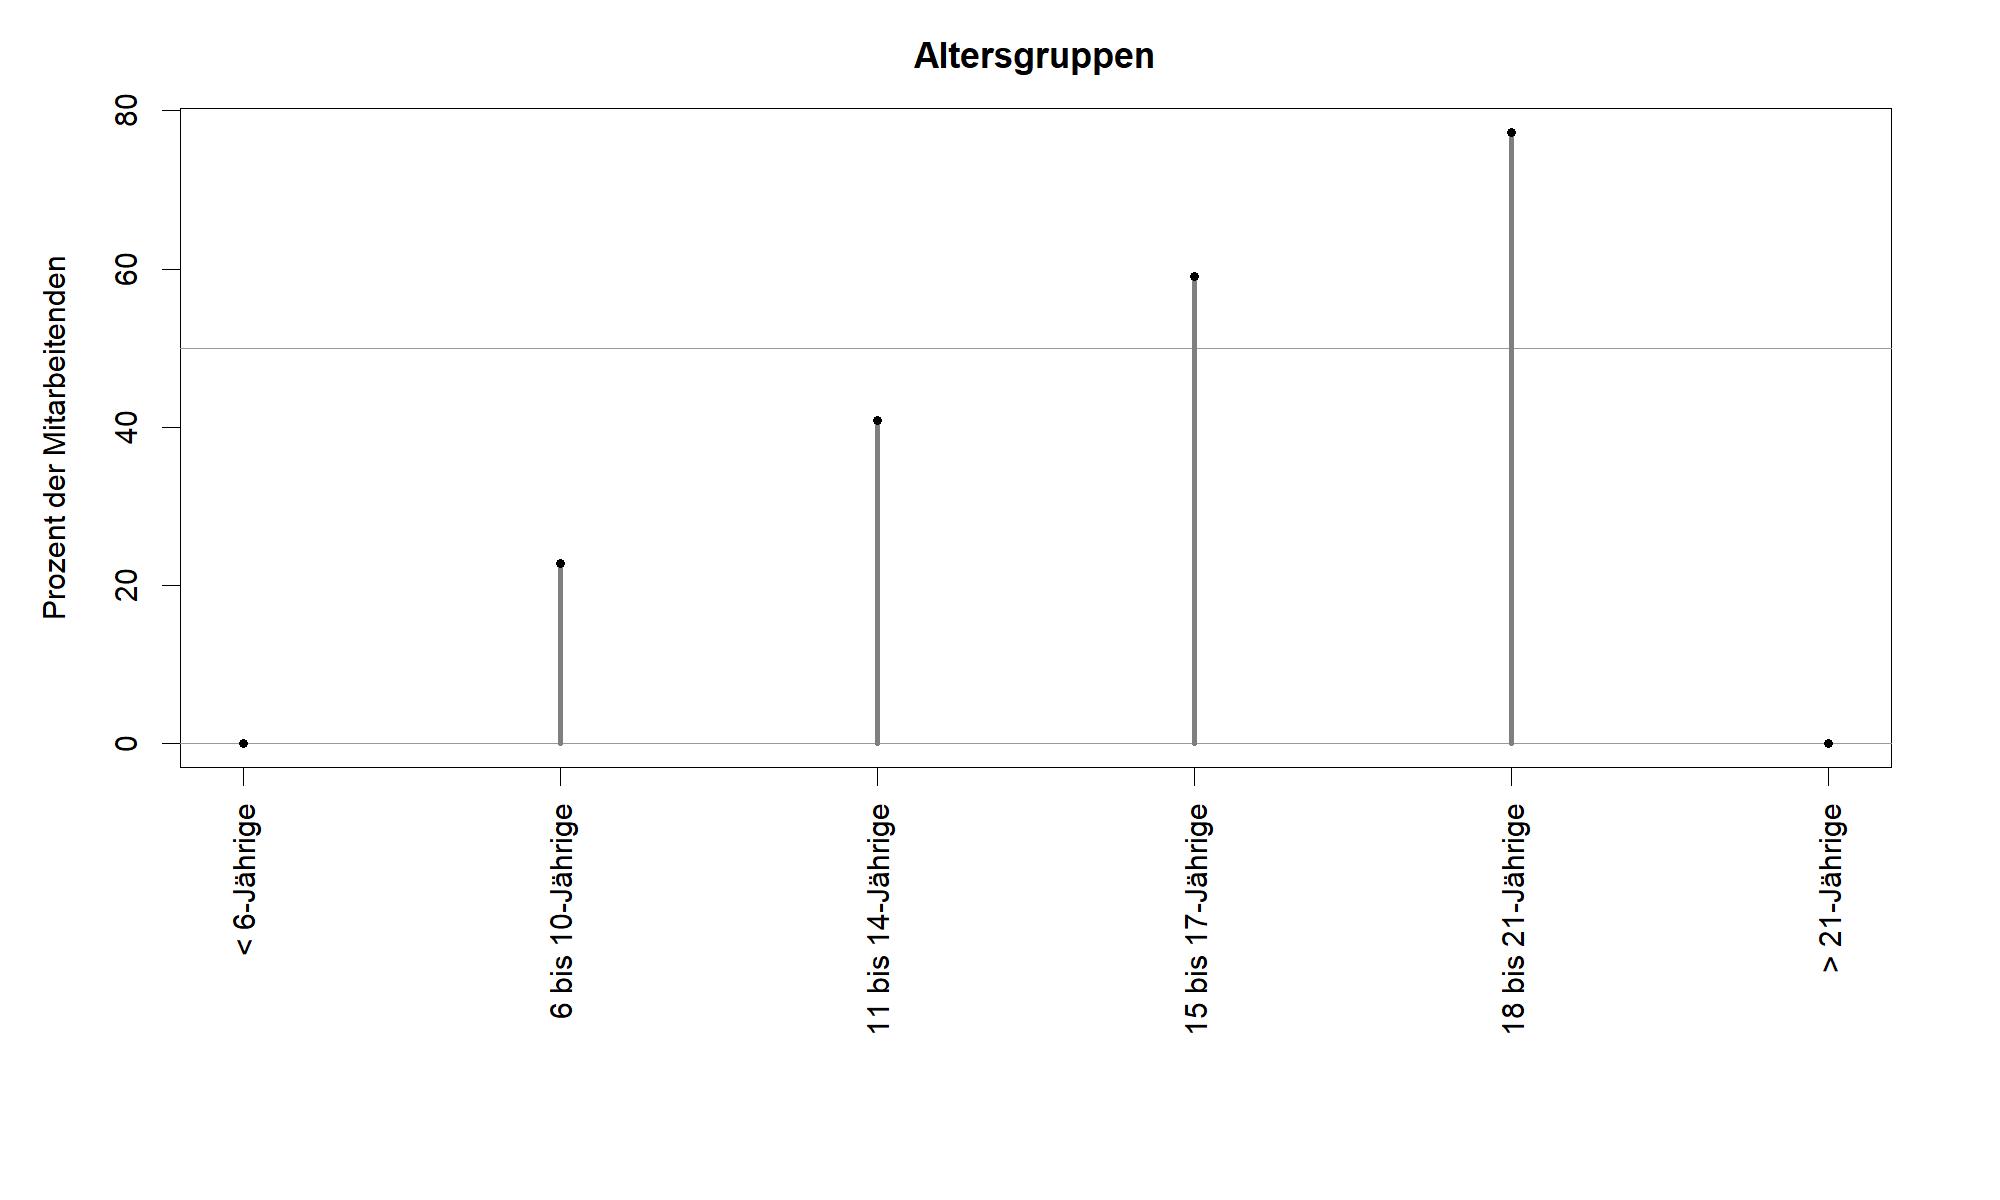 Altersgruppen
Prozent der Mitarbeitenden
80
60
40
20
0
< 6-Jährige
6 bis 10-Jährige
11 bis 14-Jährige
15 bis 17-Jährige
18 bis 21-Jährige
> 21-Jährige